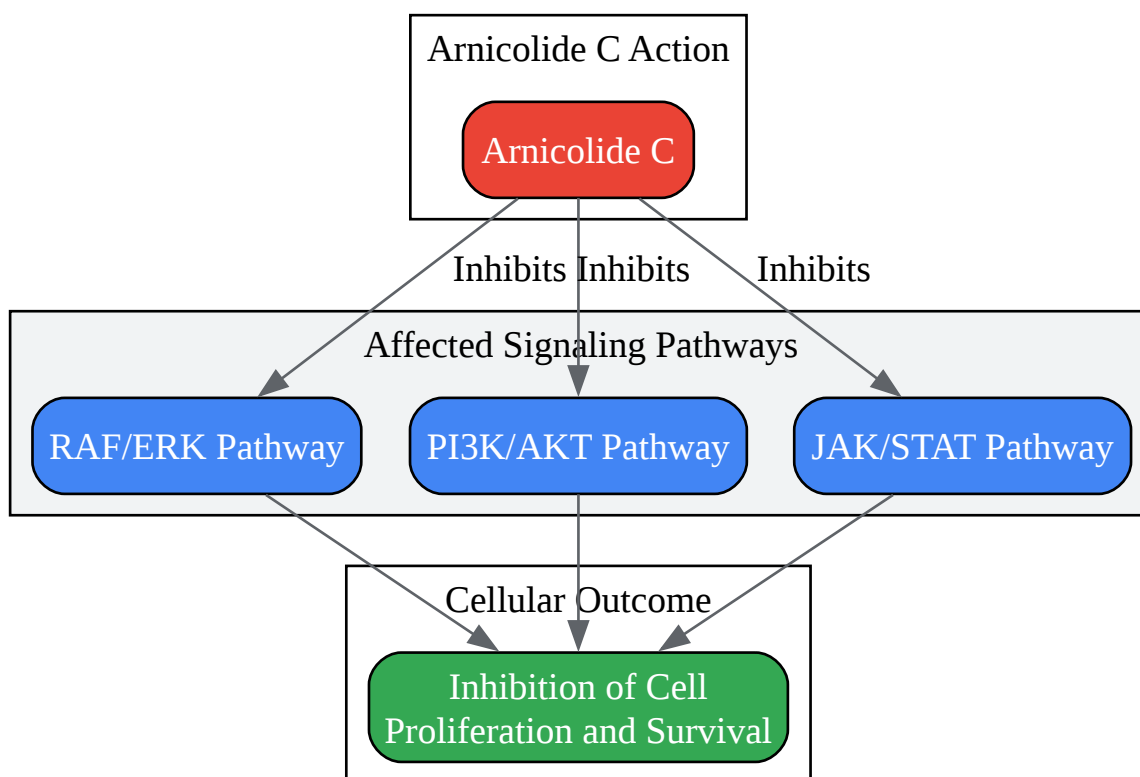 Arnicolide C Action
Arnicolide C
Inhibits Inhibits Inhibits
Affected Signaling Pathways
RAF/ERK Pathway PI3K/AKT Pathway JAK/STAT Pathway
Cellular Outcome
Inhibition of Cell
Proliferation and Survival